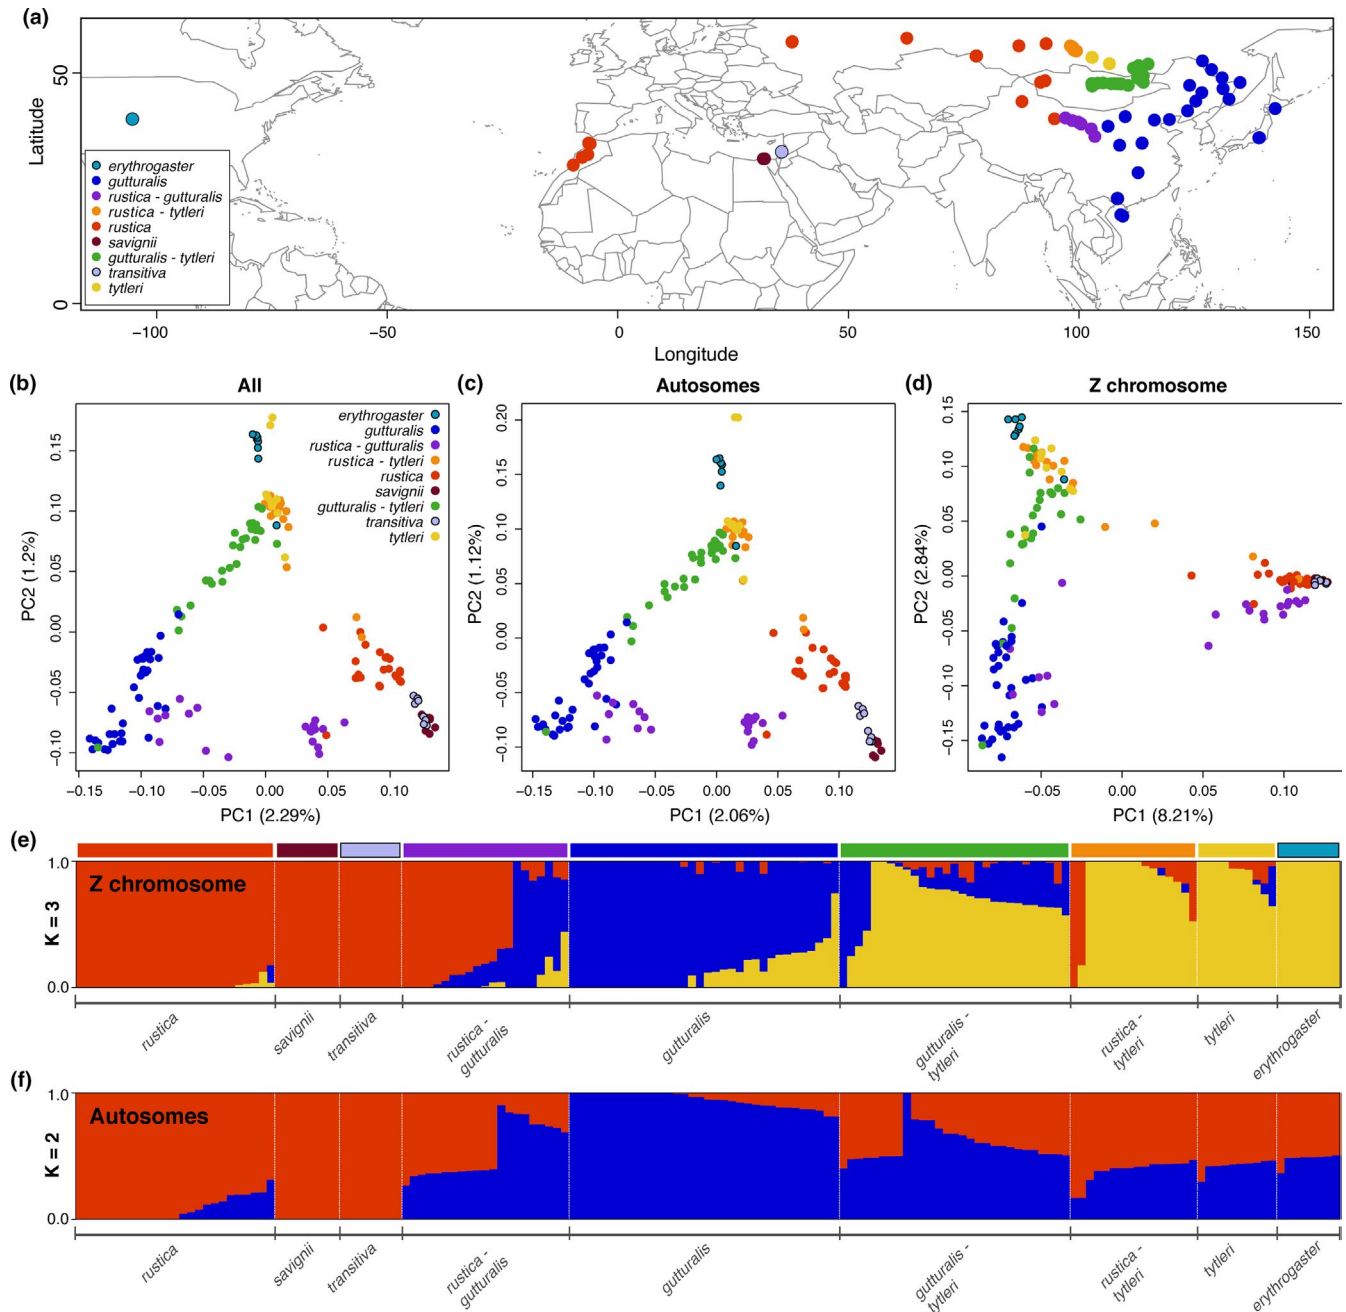 (a)
Latitude
50
0
erythrogaster
gutturalis
rustica - gutturalis
rustica - tytleri
rustica
savignii
gutturalis - tytleri
transitiva
tytleri
−100
−50
0
50
100
150
Longitude
(b)
All
PC2 (1.2%)
0.15
0.10
0.05
0.00
−0.05
−0.10
erythrogaster
gutturalis
rustica - gutturalis
rustica - tytleri
rustica
savignii
gutturalis - tytleri
transitiva
tytleri
−0.15
−0.10
−0.05
0.00
0.05
0.10
PC1 (2.29%)
(c)
Autosomes
PC2 (1.12%)
0.20
0.15
0.10
0.05
0.00
−0.05
−0.10
−0.15
−0.10
−0.05
0.00
0.05
0.10
PC1 (2.06%)
(d)
Z chromosome
PC2 (2.84%)
0.15
0.10
0.05
0.00
−0.05
−0.10
−0.15
−0.05
0.00
0.05
0.10
PC1 (8.21%)
(e)
1.0
Z chromosome
K = 3
0.0
rustica
savignii
transitiva
rustica -
gutturalis
gutturalis
gutturalis -
tytleri
rustica -
tytleri
tytleri
erythrogaster
(f)
1.0
Autosomes
K = 2
0.0
rustica
savignii
transitiva
rustica -
gutturalis
gutturalis
gutturalis -
tytleri
rustica -
tytleri
tytleri
erythrogaster